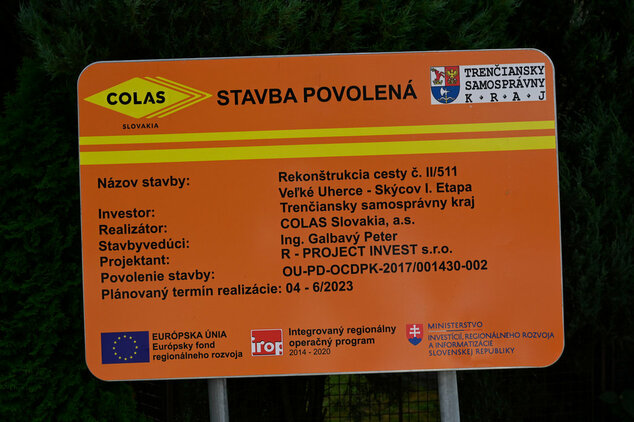 COLAS
SLOVAKIA
STAVBA POVOLENÁ
TRENČIANSKY
SAMOSPRÁVNY
K · R · A · J
Názov stavby: Rekonštrukcia cesty č. II/511
Veľké Uherce - Skýcov I. Etapa
Investor: Trenčiansky samosprávny kraj
Realizátor: COLAS Slovakia, a.s.
Stavbyvedúci: Ing. Galbavý Peter
Projektant: R - PROJECT INVEST s.r.o.
Povolenie stavby: OU-PD-OCDPK-2017/001430-002
Plánovaný termín realizácie: 04 - 6/2023
EURÓPSKA ÚNIA
Európsky fond
regionálneho rozvoja
irop
Integrovaný regionálny
operačný program
2014 - 2020
MINISTERSTVO
INVESTÍCIÍ, REGIONÁLNEHO ROZVOJA
A INFORMATIZÁCIE
SLOVENSKEJ REPUBLIKY